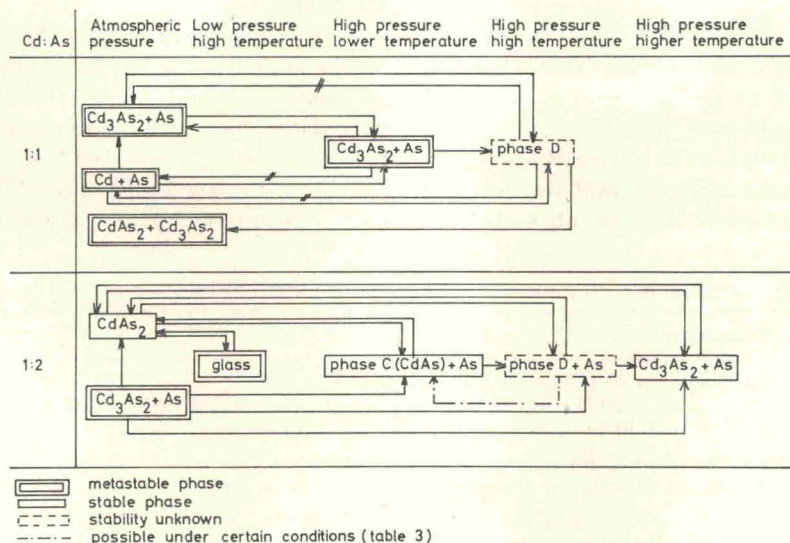 Cd:As
Atmospheric pressure
Low pressure high temperature
High pressure lower temperature
High pressure high temperature
High pressure higher temperature
1:1
Cd₃As₂+As
Cd+As
CdAs₂+Cd₃As₂
Cd₃As₂+As
phase D
1:2
CdAs₂
glass
Cd₃As₂+As
phase C(CdAs)+As
phase D+As
Cd₃As₂+As
metastable phase
stable phase
stability unknown
possible under certain conditions (table 3)